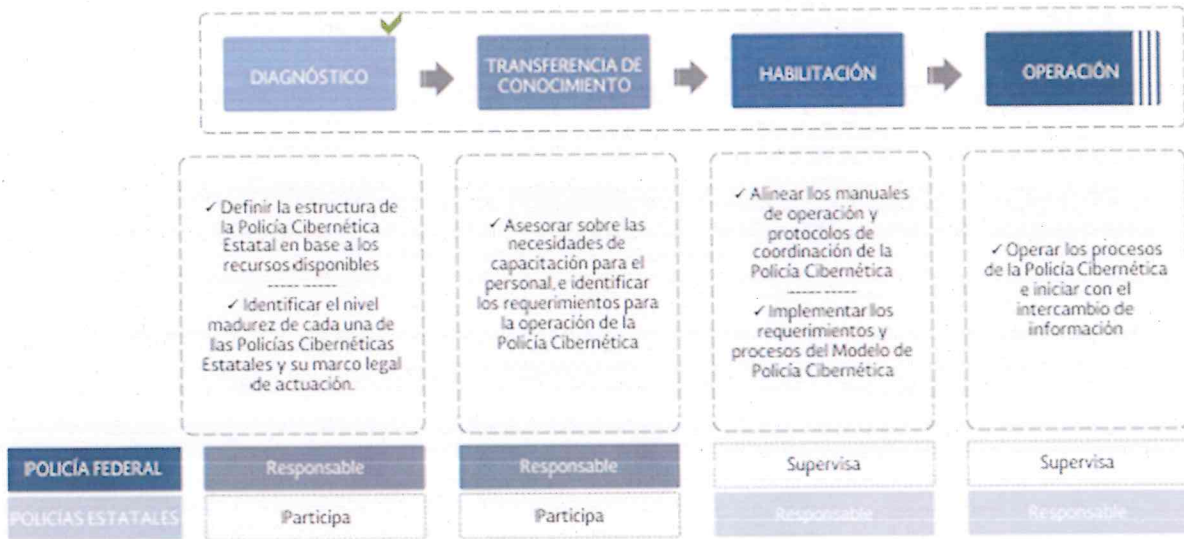 DIAGNÓSTICO
TRANSFERENCIA DE
CONOCIMIENTO
HABILITACIÓN
OPERACIÓN
✓ Definir la estructura de
la Policía Cibernética
Estatal en base a los
recursos disponibles
----- -----
✓ Identificar el nivel
madurez de cada una de
las Policías Cibernéticas
Estatales y su marco legal
de actuación.
✓ Asesorar sobre las
necesidades de
capacitación para el
personal, e identificar
los requerimientos para
la operación de la
Policía Cibernética
✓ Alinear los manuales
de operación y
protocolos de
coordinación de la
Policía Cibernética
----- -----
✓ Implementar los
requerimientos y
procesos del Modelo de
Policía Cibernética
✓ Operar los procesos
de la Policía Cibernética
e iniciar con el
intercambio de
información
POLICÍA FEDERAL
Responsable
Responsable
Supervisa
Supervisa
POLICÍAS ESTATALES
Participa
Participa
Responsable
Responsable